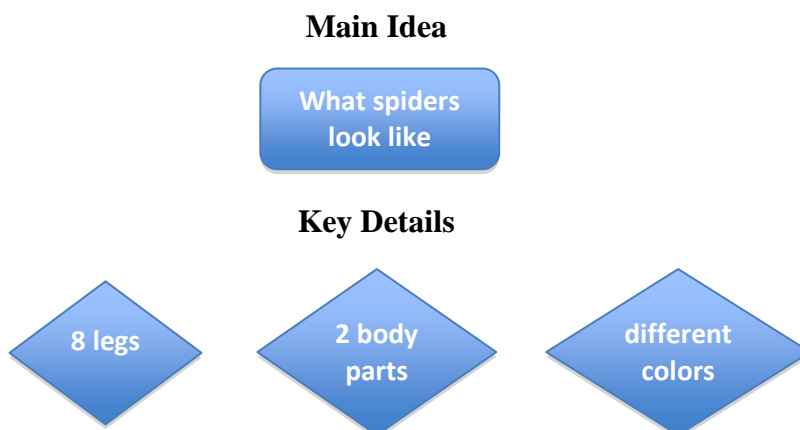 Main Idea
What spiders
look like
Key Details
8 legs
2 body
parts
different
colors